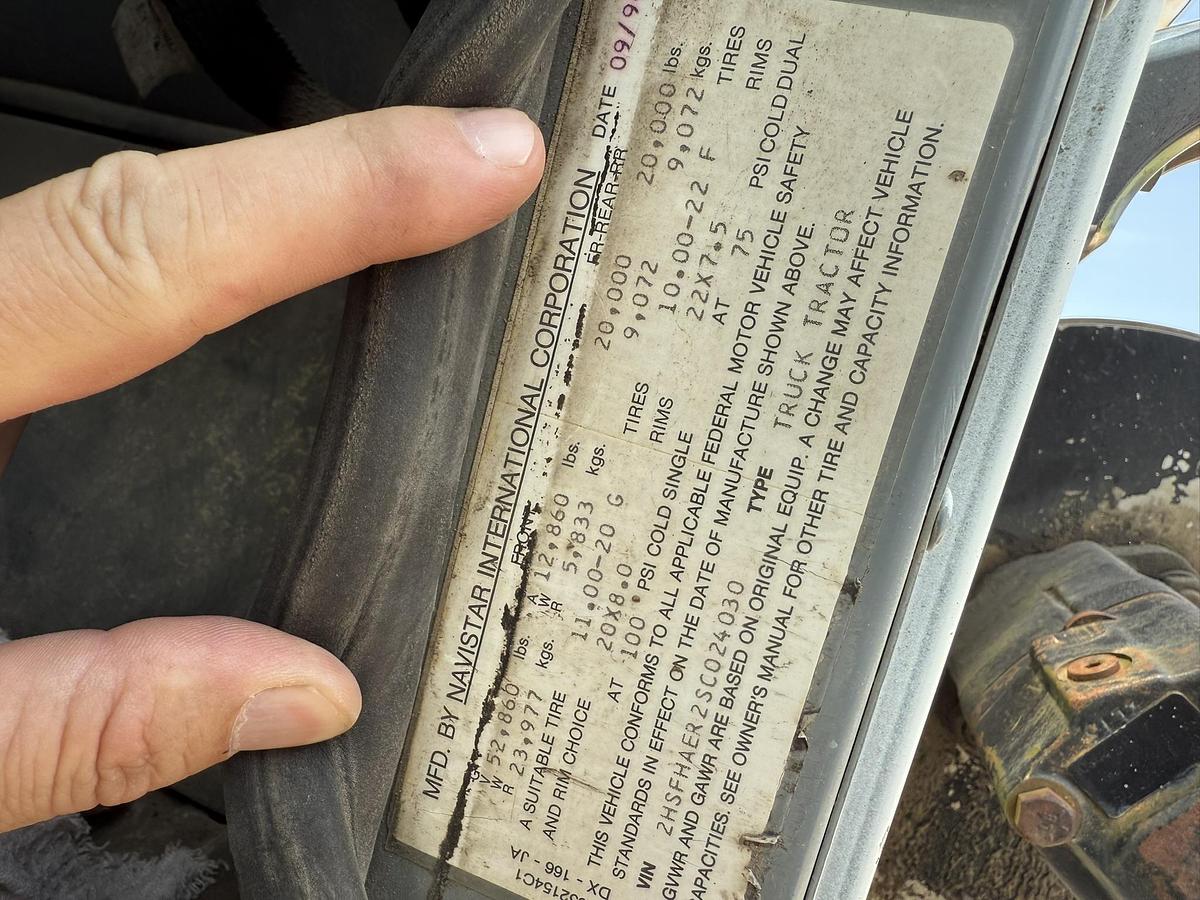 MFD. BY NAVISTAR INTERNATIONAL CORPORATION DATE 09/9
FRONT FR-REAR-RR
GVWR 52,860 lbs. GAWR 12,860 lbs. 20,000 20,000 lbs.
23,977 kgs. 5,833 kgs. 9,072 9,072 kgs.
A SUITABLE TIRE 11.00-20 G TIRES 10.00-22 F TIRES
AND RIM CHOICE 20X8.0 RIMS 22X7.5 RIMS
AT 100 PSI COLD SINGLE AT 75 PSI COLD DUAL
THIS VEHICLE CONFORMS TO ALL APPLICABLE FEDERAL MOTOR VEHICLE SAFETY
STANDARDS IN EFFECT ON THE DATE OF MANUFACTURE SHOWN ABOVE.
VIN 2HSFHAER2SC024030 TYPE TRUCK TRACTOR
GVWR AND GAWR ARE BASED ON ORIGINAL EQUIP. A CHANGE MAY AFFECT VEHICLE
CAPACITIES. SEE OWNER'S MANUAL FOR OTHER TIRE AND CAPACITY INFORMATION.
DX - 166 - JA